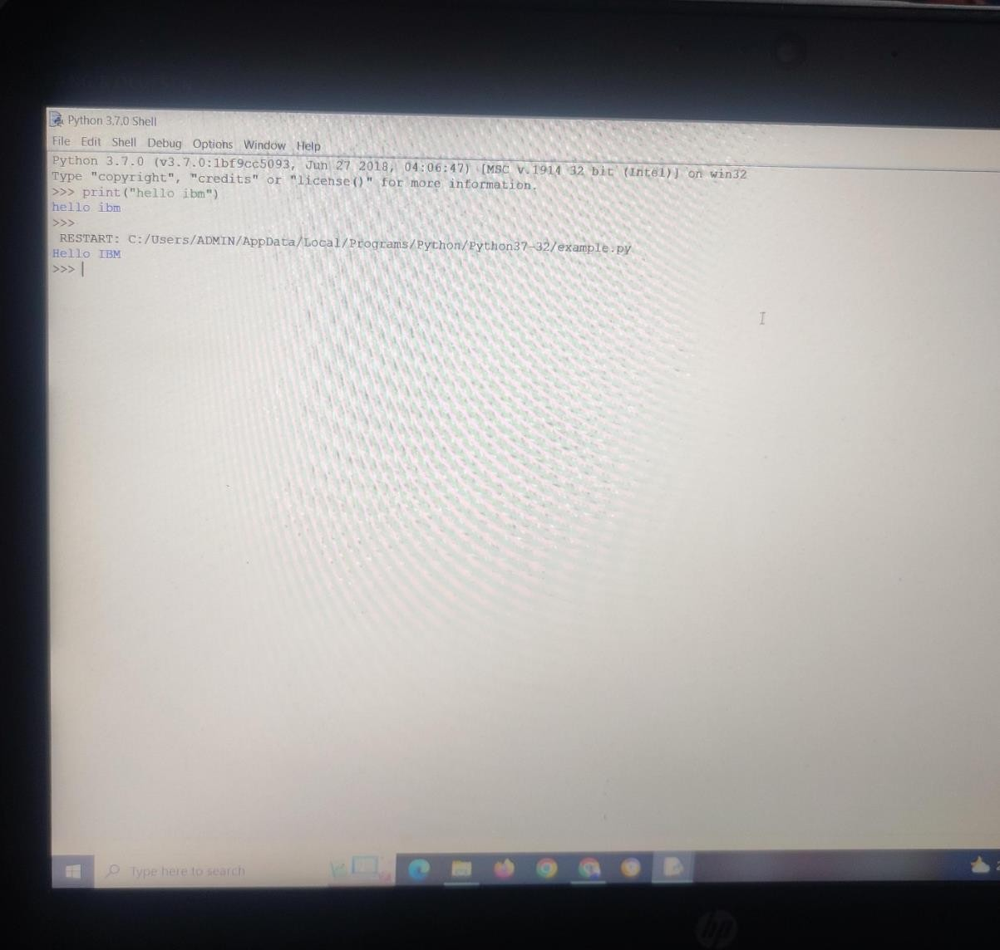 Python 3.7.0 Shell
File Edit Shell Debug Options Window Help
Python 3.7.0 (v3.7.0:1bf9cc5093, Jun 27 2018, 04:06:47) [MSC v.1914 32 bit (Intel)] on win32
Type "copyright", "credits" or "license()" for more information.
>>> print("hello ibm")
hello ibm
>>>
RESTART: C:/Users/ADMIN/AppData/Local/Programs/Python/Python37-32/example.py
Hello IBM
>>>
Type here to search
hp